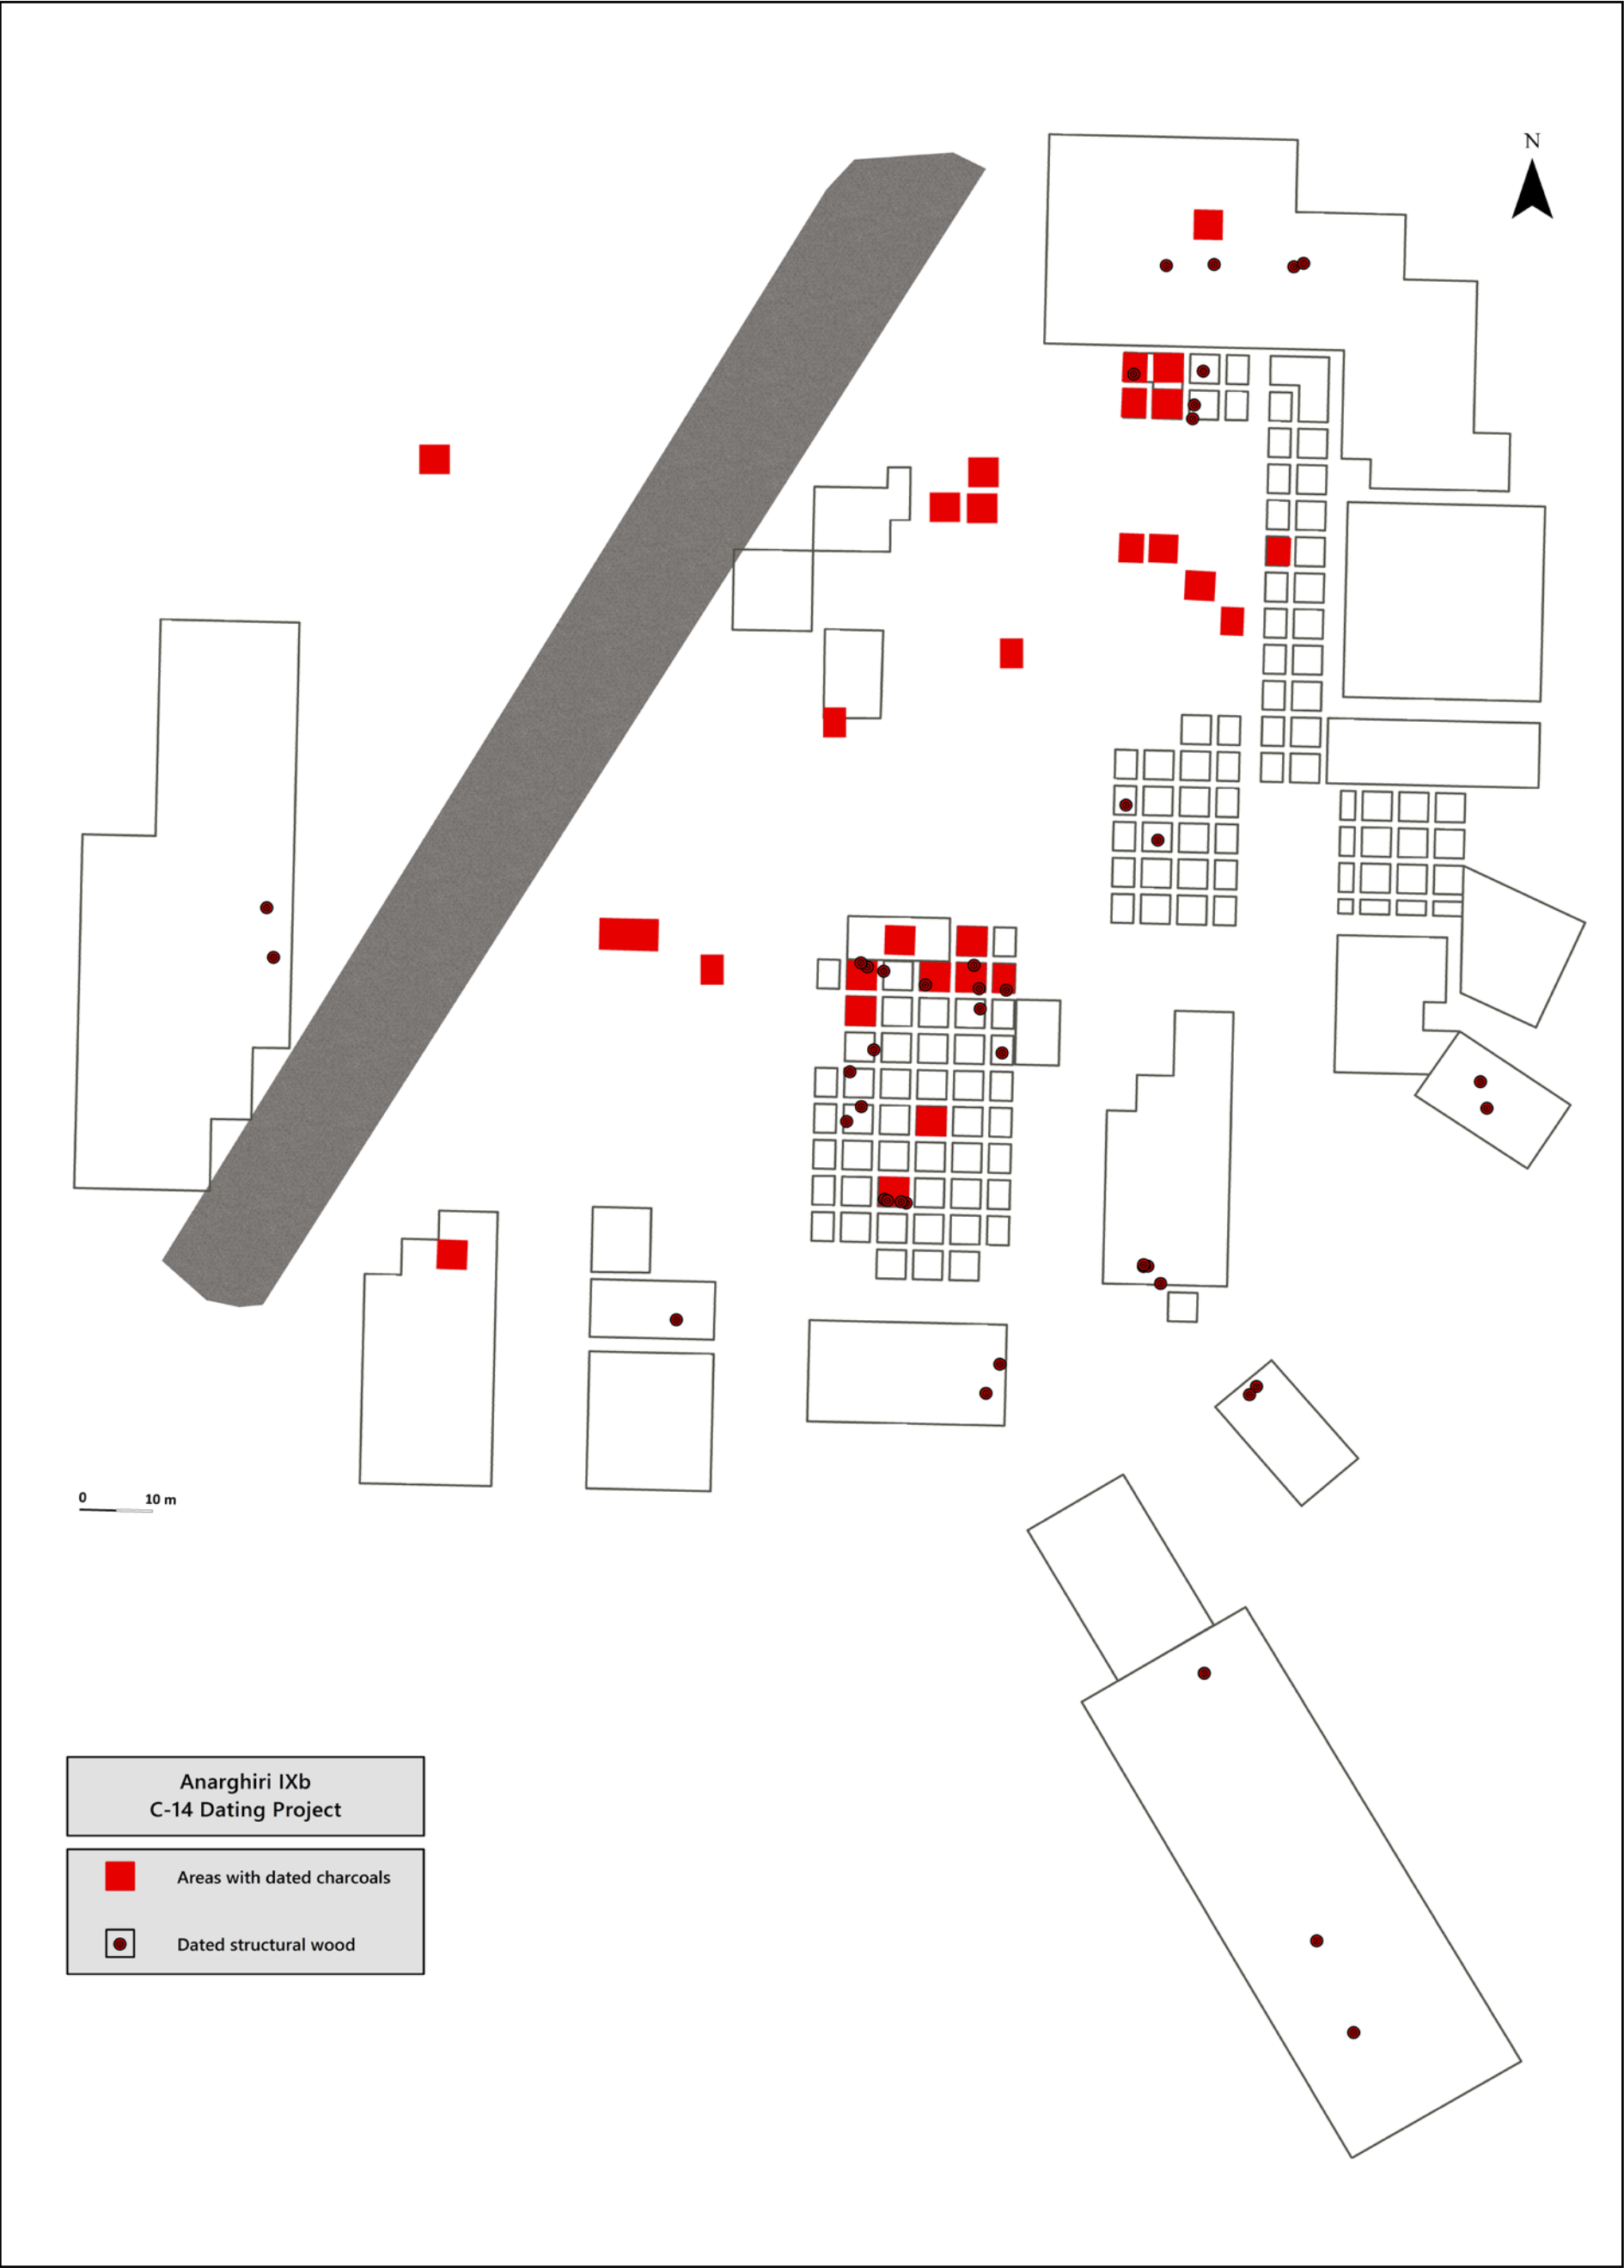 N
0 10 m
Anarghiri IXb
C-14 Dating Project
Areas with dated charcoals
Dated structural wood